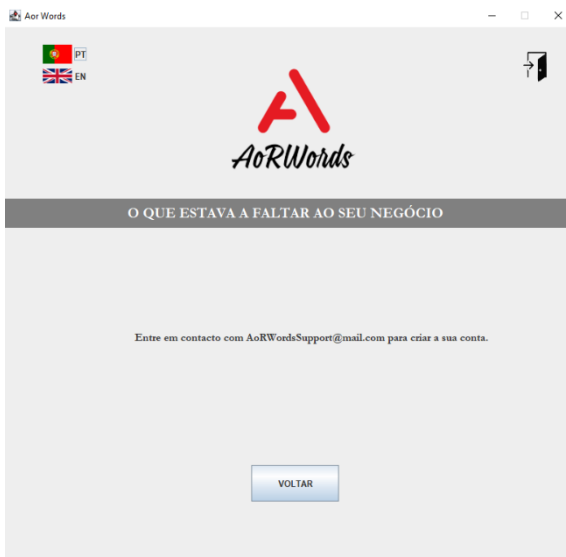 Aor Words
PT
EN
AoRWords
O QUE ESTAVA A FALTAR AO SEU NEGÓCIO
Entre em contacto com AoRWordsSupport@mail.com para criar a sua conta.
VOLTAR